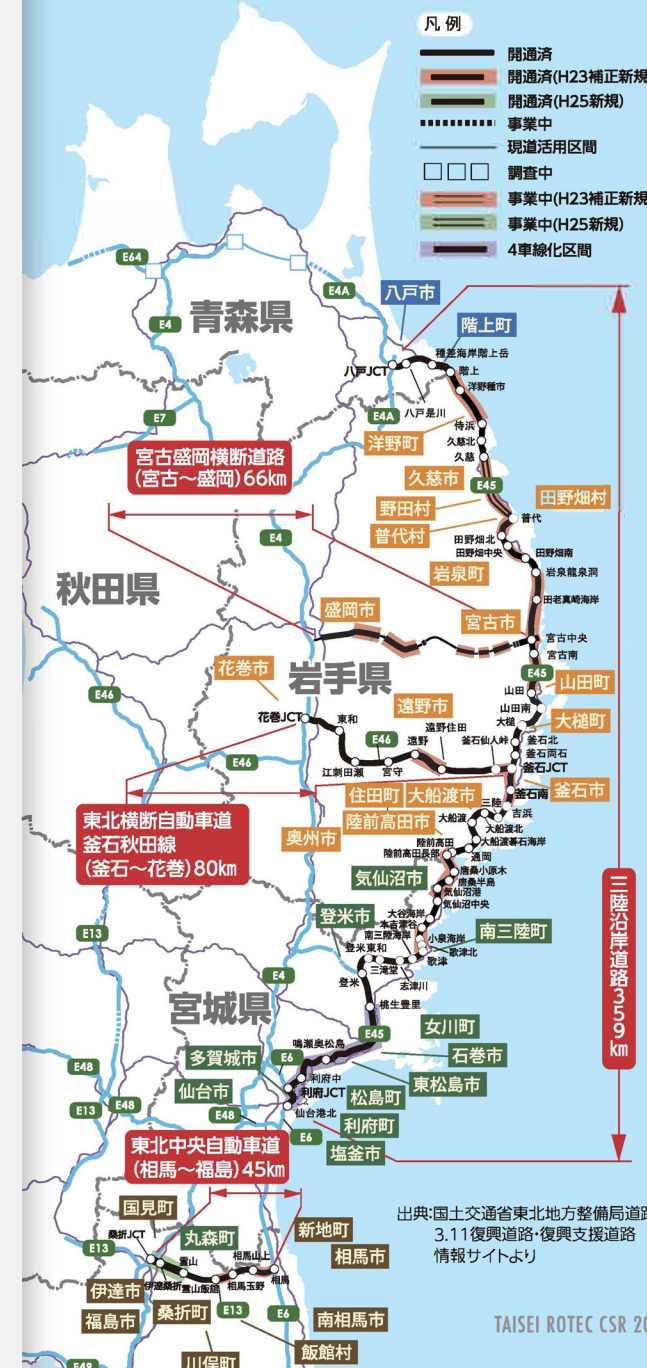 凡例
開通済
開通済(H23補正新規
開通済(H25新規)
事業中
現道活用区間
調査中
事業中(H23補正新規
事業中(H25新規)
4車線化区間
E64
E4A
八戸市
E4
青森県
階上町
種差海岸階上岳
八戸JCT
階上
八戸是川
洋野種市
E4A
E7
侍浜
洋野町
久慈北
宮古盛岡横断道路
(宮古～盛岡)66km
久慈
久慈市
E45
野田村
田野畑村
普代
普代村
E4
田野畑北
田野畑中央
田野畑南
岩泉町
岩泉龍泉洞
秋田県
田老真崎海岸
盛岡市
宮古市
宮古中央
宮古南
花巻市
岩手県
E45
山田町
山田
E46
遠野市
山田南
花巻JCT
東和
大槌
大槌町
遠野住田
釜石仙人峠
釜石北
E46
遠野
釜石両石
E46
江刺田瀬
宮守
釜石JCT
釜石南
釜石市
住田町
大船渡市
東北横断自動車道
釜石秋田線
(釜石～花巻)80km
三陸
吉浜
奥州市
陸前高田市
大船渡
大船渡北
大船渡碁石海岸
陸前高田
陸前高田長部
通岡
唐桑小原木
気仙沼市
唐桑半島
気仙沼港
気仙沼中央
三陸沿岸道路359km
登米市
大谷海岸
本吉津谷
南三陸町
E13
南三陸海岸
小泉海岸
登米東和
歌津北
歌津
三滝堂
志津川
E4
登米
宮城県
桃生豊里
女川町
E45
鳴瀬奥松島
石巻市
多賀城市
E6
E48
東松島市
利府中
利府JCT
仙台市
松島町
E13
E48
E48
仙台港北
利府町
E6
塩釜市
東北中央自動車道
(相馬～福島)45km
国見町
出典:国土交通省東北地方整備局道路
3.11復興道路・復興支援道路
情報サイトより
丸森町
新地町
桑折JCT
E13
霊山
相馬山上
相馬市
伊達市
伊達桑折
霊山飯舘
相馬玉野
相馬
桑折町
E13
E6
福島市
南相馬市
TAISEI ROTEC CSR 20
飯館村
川俣町
E49